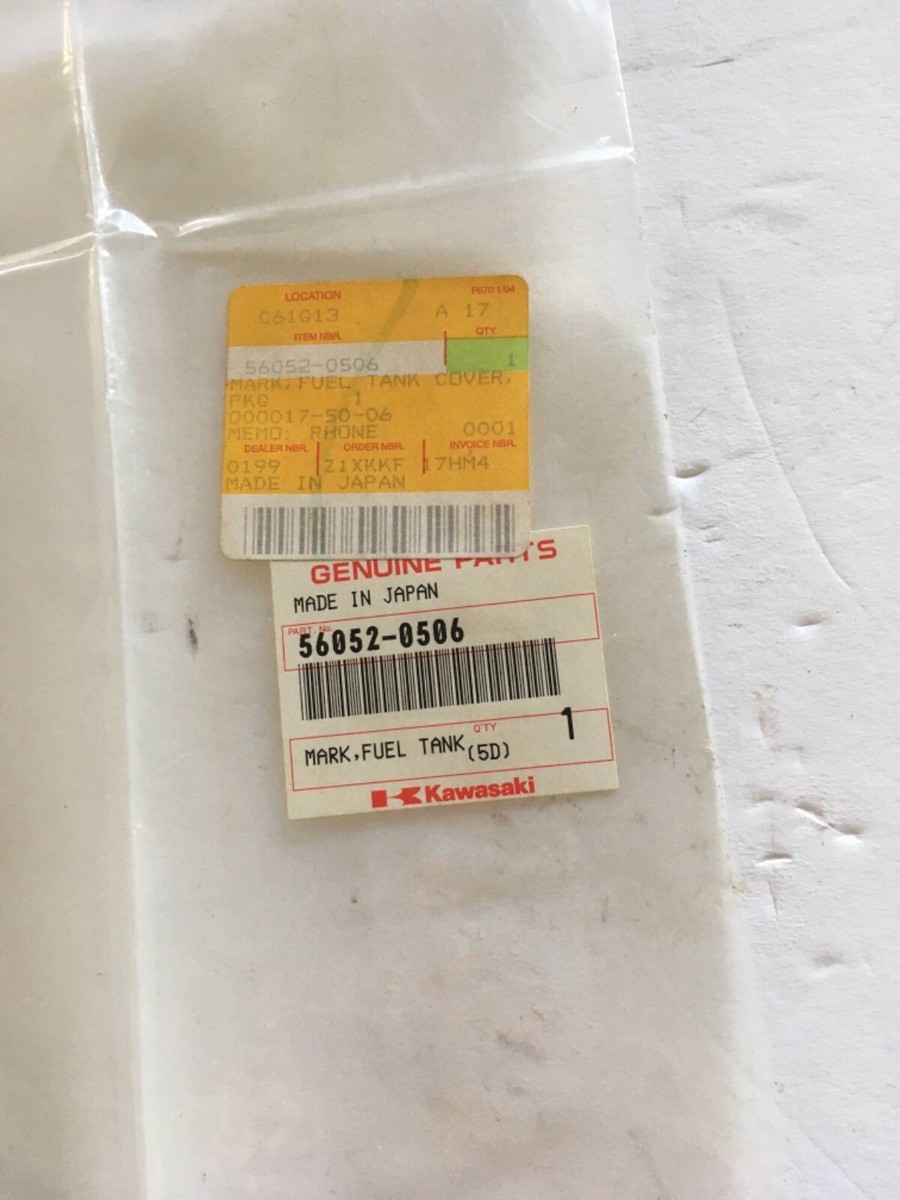 LOCATION F670 1/94
C61G13 A 17
ITEM NBR. QTY.
56052-0506 1
MARK,FUEL TANK COVER,
PKG 1
000017-50-06
MEMO: RHONE 0001
DEALER NBR. ORDER NBR. INVOICE NBR.
0199 Z1XKKF 17HM4
MADE IN JAPAN
GENUINE PARTS
MADE IN JAPAN
PART. No.
56052-0506
Q'TY
MARK,FUEL TANK(5D) 1
Kawasaki